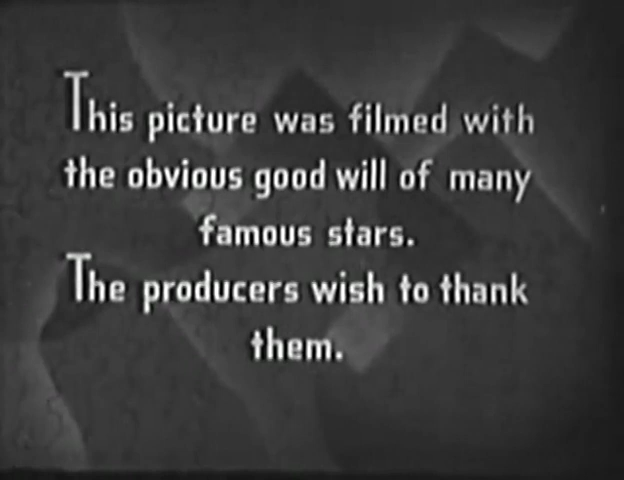 This picture was filmed with
the obvious good will of many
famous stars.
The producers wish to thank
them.